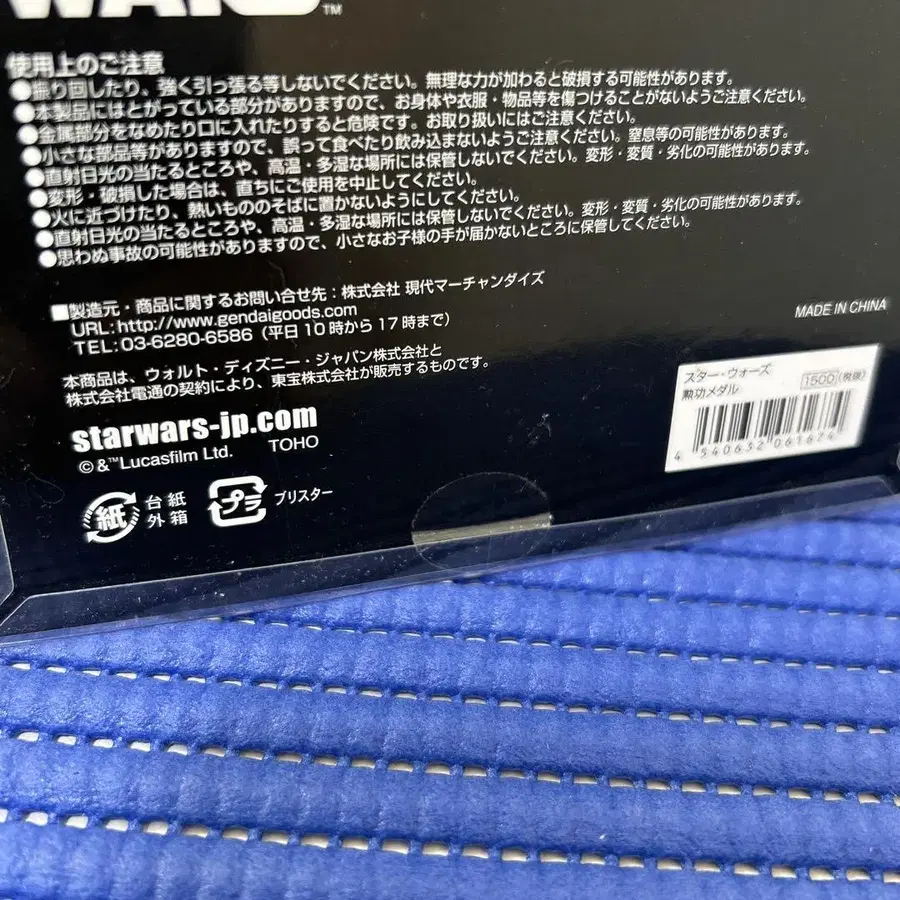 WARS™
使用上のご注意
●振り回したり、強く引っ張る等しないでください。無理な力が加わると破損する可能性があります。
●本製品にはとがっている部分がありますので、お身体や衣服・物品等を傷つけることがないようご注意ください。
●金属部分をなめたり口に入れたりすると危険です。お取り扱いにはご注意ください。
●小さな部品等がありますので、誤って食べたり飲み込まないようご注意ください。窒息等の可能性があります。
●直射日光の当たるところや、高温・多湿な場所には保管しないでください。変形・変質・劣化の可能性があります。
●変形・破損した場合は、直ちにご使用を中止してください。
●火に近づけたり、熱いもののそばに置かないようにしてください。
●直射日光の当たるところや、高温・多湿な場所には保管しないでください。変形・変質・劣化の可能性があります。
●思わぬ事故の可能性がありますので、小さなお子様の手が届かないところに保管してください。
■製造元・商品に関するお問い合せ先：株式会社 現代マーチャンダイズ
URL:http://www.gendaigoods.com
TEL:03-6280-6586（平日10時から17時まで）
MADE IN CHINA
本商品は、ウォルト・ディズニー・ジャパン株式会社と
株式会社電通の契約により、東宝株式会社が販売するものです。
starwars-jp.com
©&™Lucasfilm Ltd. TOHO
スター・ウォーズ
勲功メダル 1500(税抜)
4 540632 061624
紙 台紙 外箱
プラ ブリスター